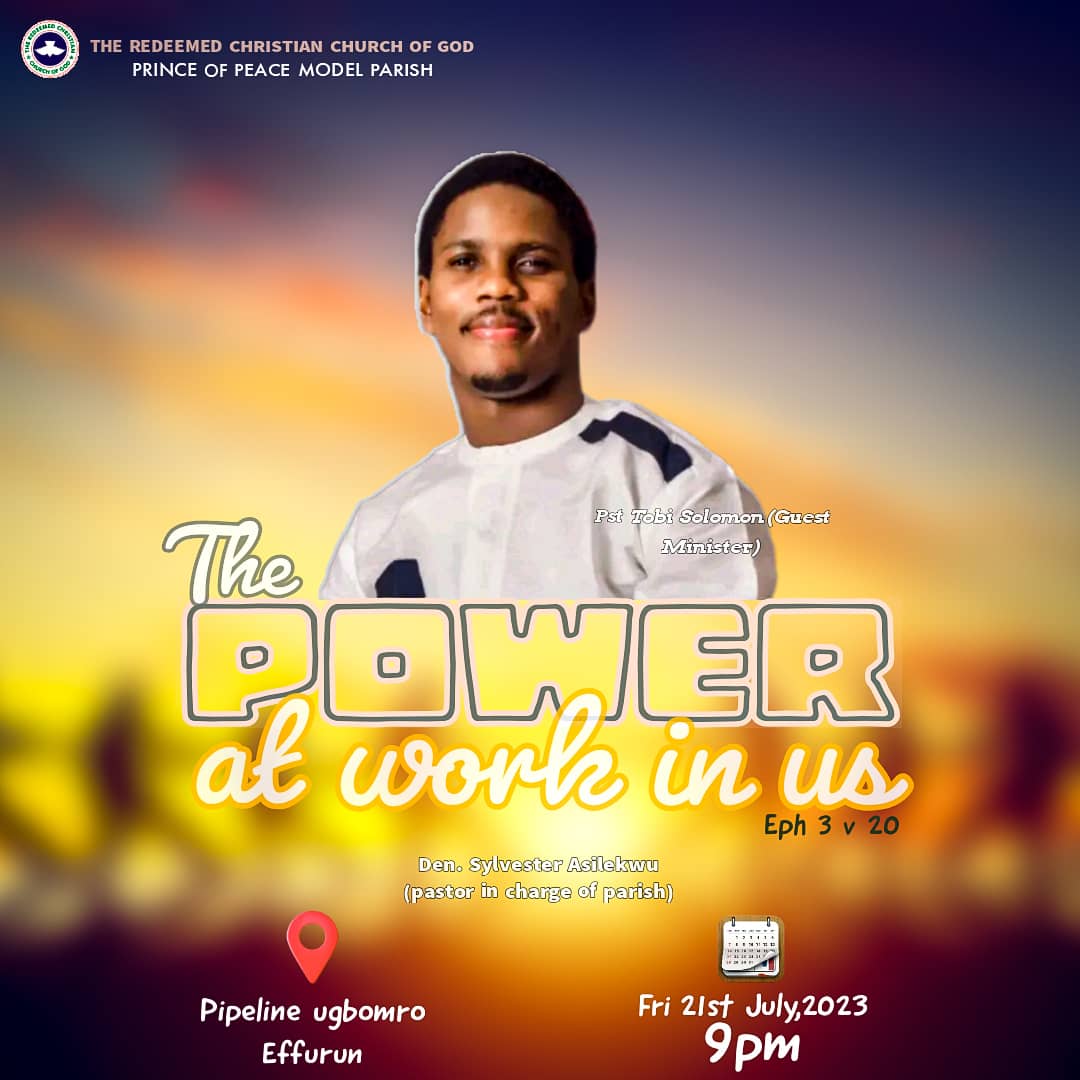 THE REDEEMED CHRISTIAN CHURCH OF GOD
PRINCE OF PEACE MODEL PARISH
Pst Tobi Solomon(Guest
Minister)
The
POWER
at work in us
Eph 3 v 20
Den. Sylvester Asilekwu
(pastor in charge of parish)
Pipeline ugbomro
Effurun
Fri 21st July,2023
9pm